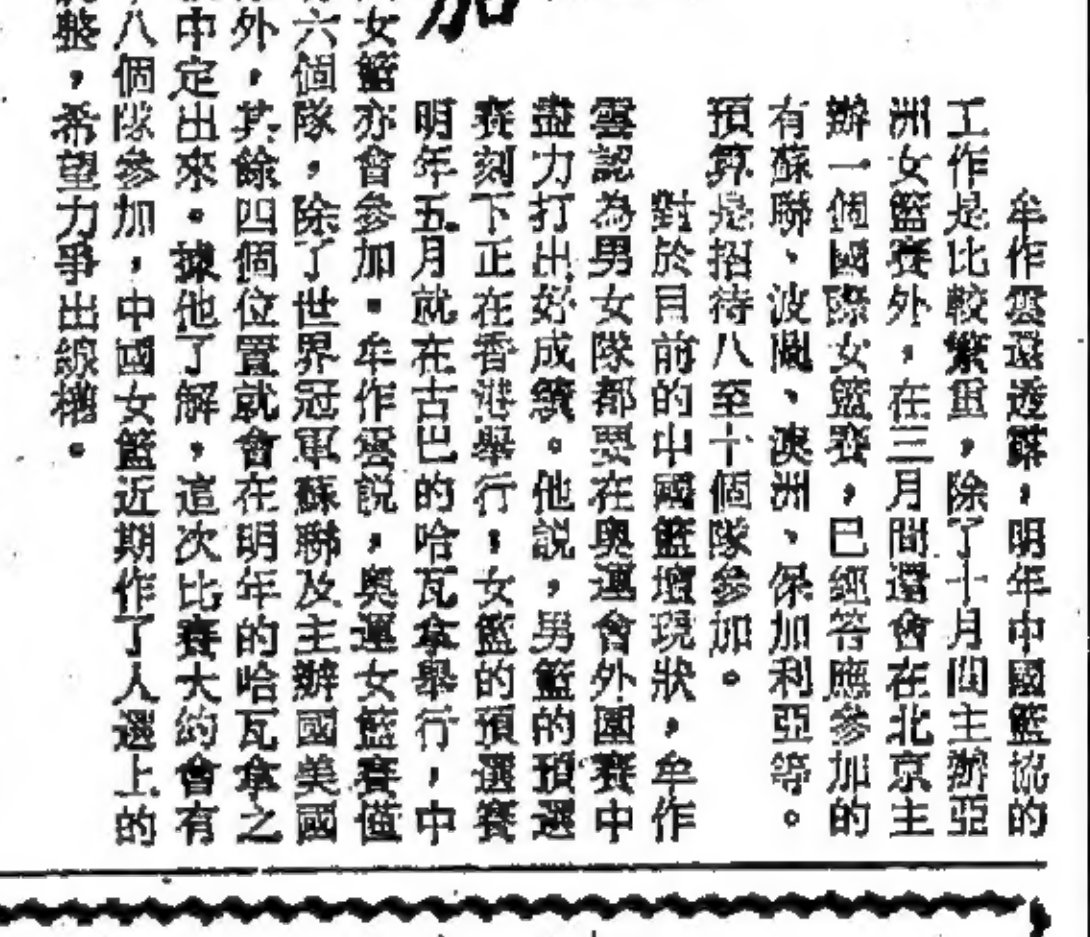 加
牟作雲還透露，明年中國籃協的
工作是比較繁重，除了十月間主辦亞
洲女籃賽外，在三月間還會在北京主
辦一個國際女籃賽，已經答應參加的
有蘇聯、波蘭、澳洲、保加利亞等。
預算是招待八至十個隊參加。
對於目前的中國籃壇現狀，牟作
雲認為男女隊都要在奧運會外圍賽中
盡力打出好成績。他説，男籃的預選
賽刻下正在香港舉行，女籃的預選賽
明年五月就在古巴的哈瓦拿舉行，中
女籃亦會參加。牟作雲説，奧運女籃賽僅
六個隊，除了世界冠軍蘇聯及主辦國美國
外，其餘四個位置就會在明年的哈瓦拿之
中定出來。據他了解，這次比賽大約會有
八個隊參加，中國女籃近期作了人選上的
整，希望力爭出線權。